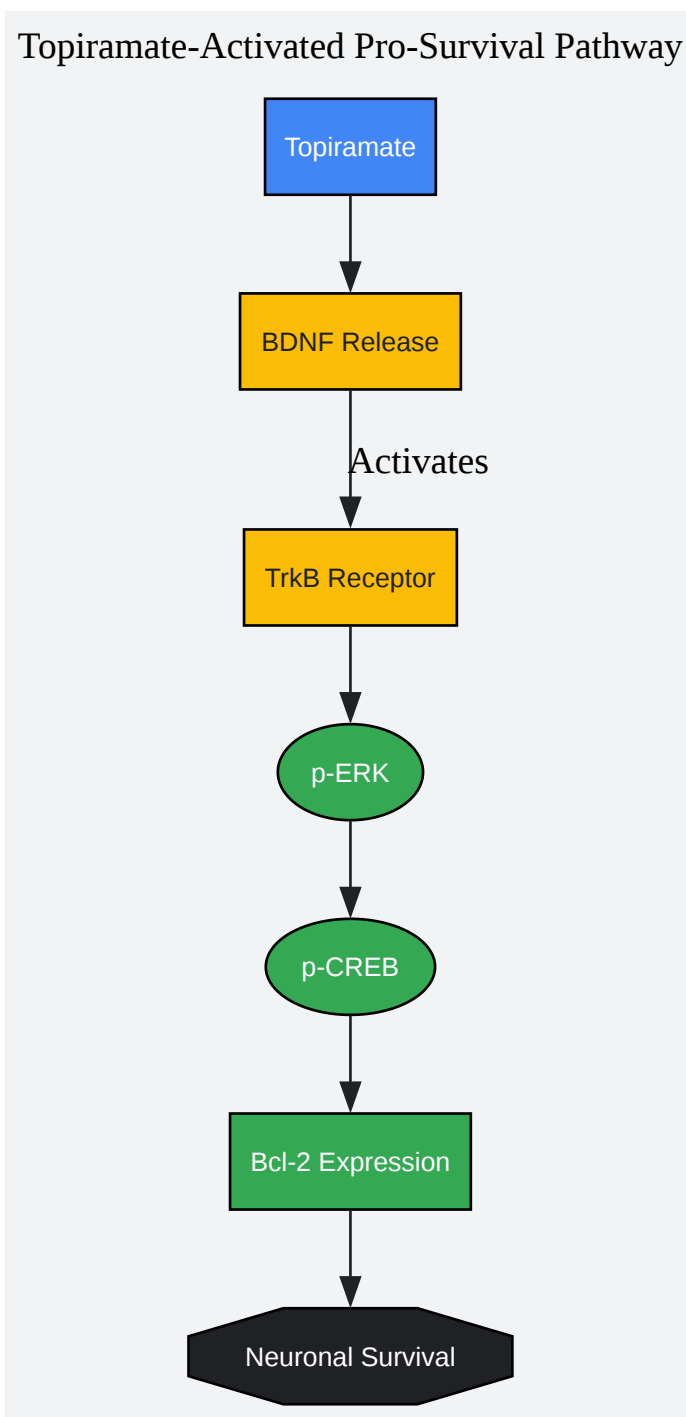 Topiramate-Activated Pro-Survival Pathway
Topiramate
BDNF Release
Activates
TrkB Receptor
p-ERK
p-CREB
Bcl-2 Expression
Neuronal Survival